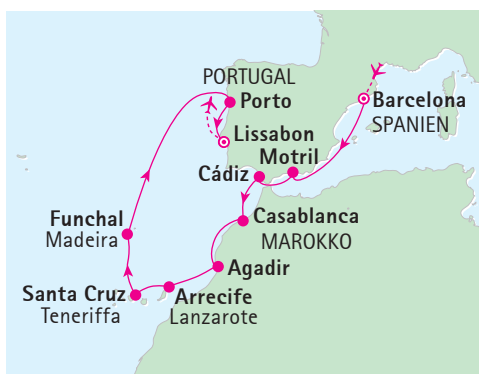 PORTUGAL
Porto
Barcelona
SPANIEN
Lissabon
Motril
Cádiz
Casablanca
MAROKKO
Funchal
Madeira
Agadir
Santa Cruz
Teneriffa
Arrecife
Lanzarote